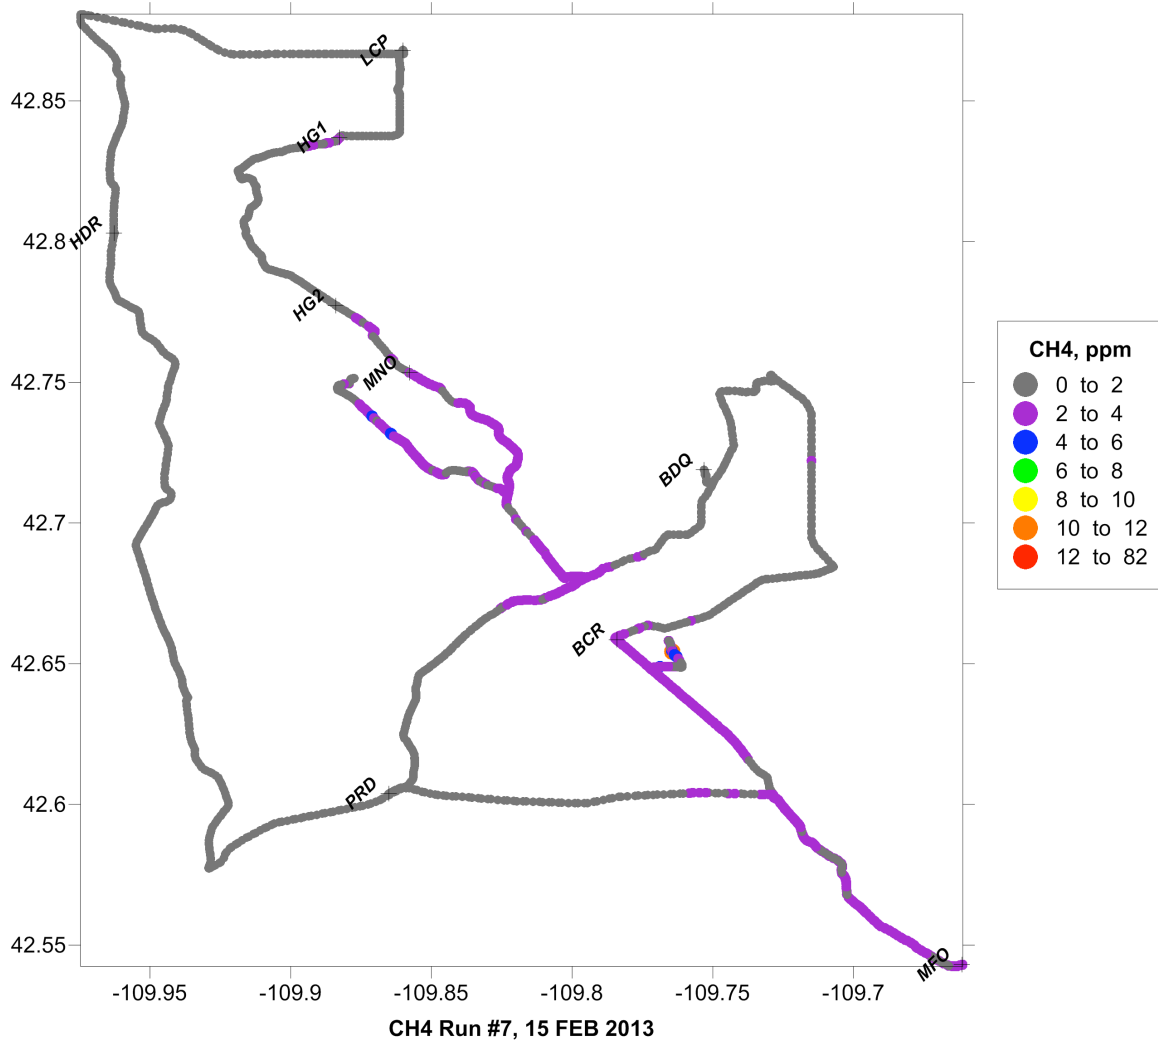 LCP
42.85
HG1
HDR
42.8
HG2
MNO
42.75
BDQ
42.7
BCR
42.65
PRD
42.6
42.55
MFO
-109.95 -109.9 -109.85 -109.8 -109.75 -109.7
CH4 Run #7, 15 FEB 2013
CH4, ppm
0 to 2
2 to 4
4 to 6
6 to 8
8 to 10
10 to 12
12 to 82